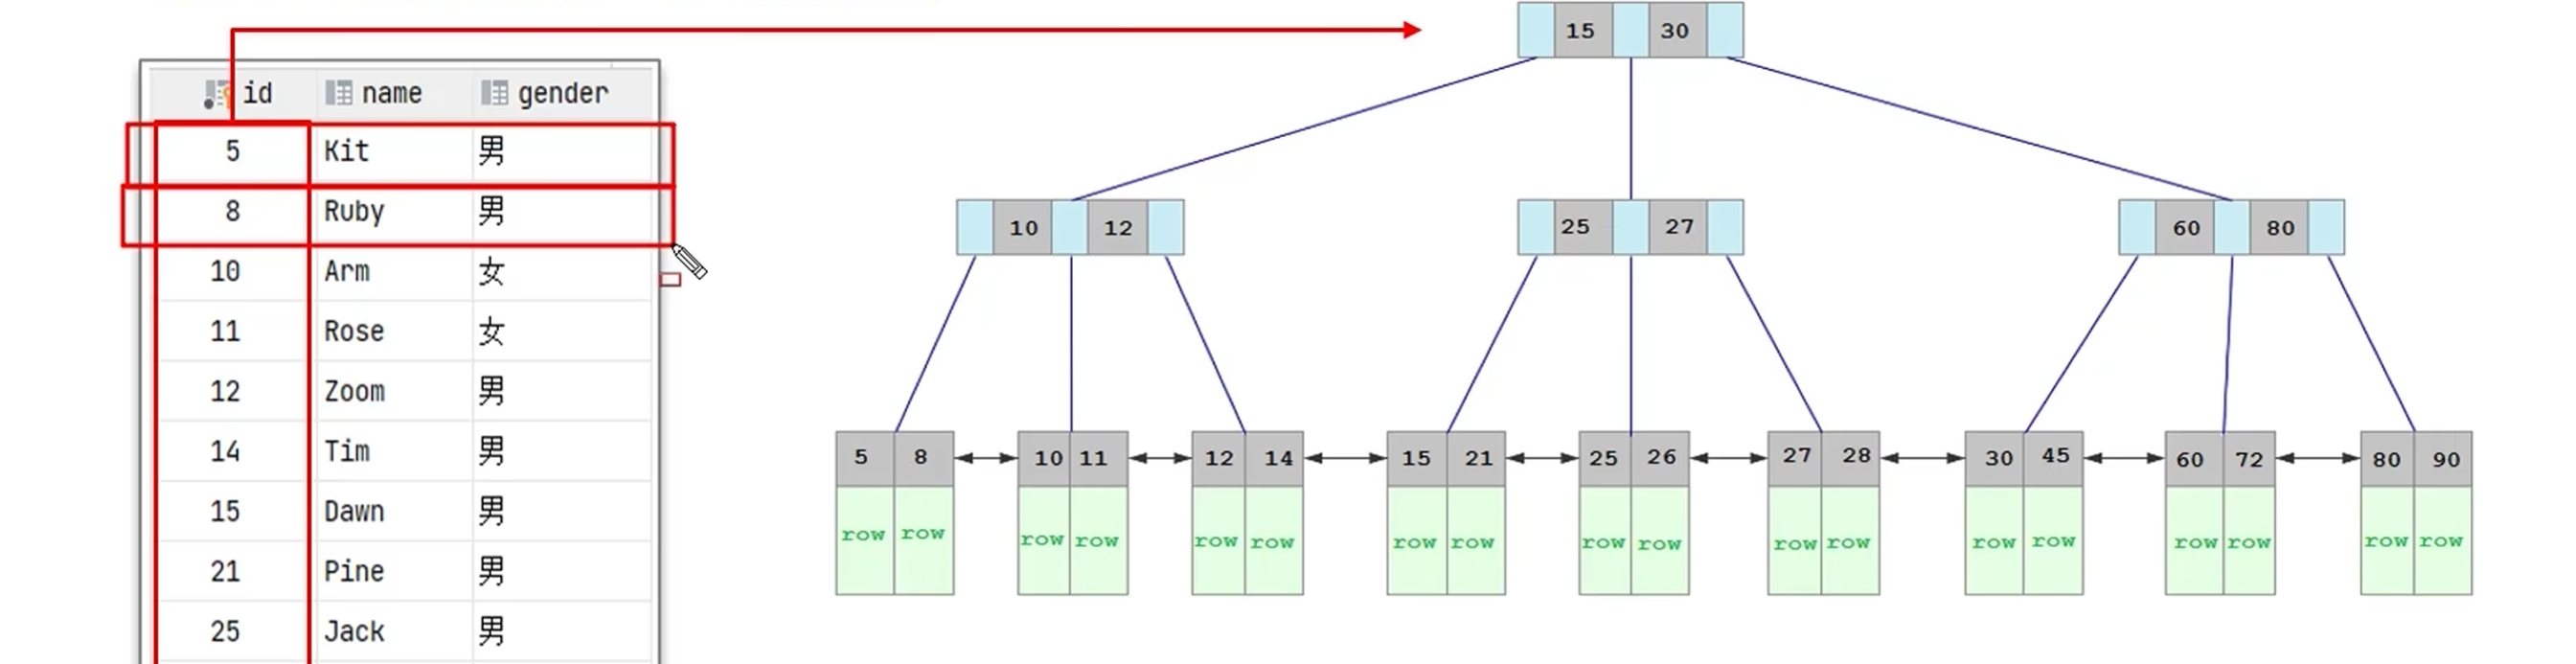 id name gender
5 Kit 男
8 Ruby 男
10 Arm 女
11 Rose 女
12 Zoom 男
14 Tim 男
15 Dawn 男
21 Pine 男
25 Jack 男
15 30
10 12 25 27 60 80
5 8 10 11 12 14 15 21 25 26 27 28 30 45 60 72 80 90
row row row row row row row row row row row row row row row row row row